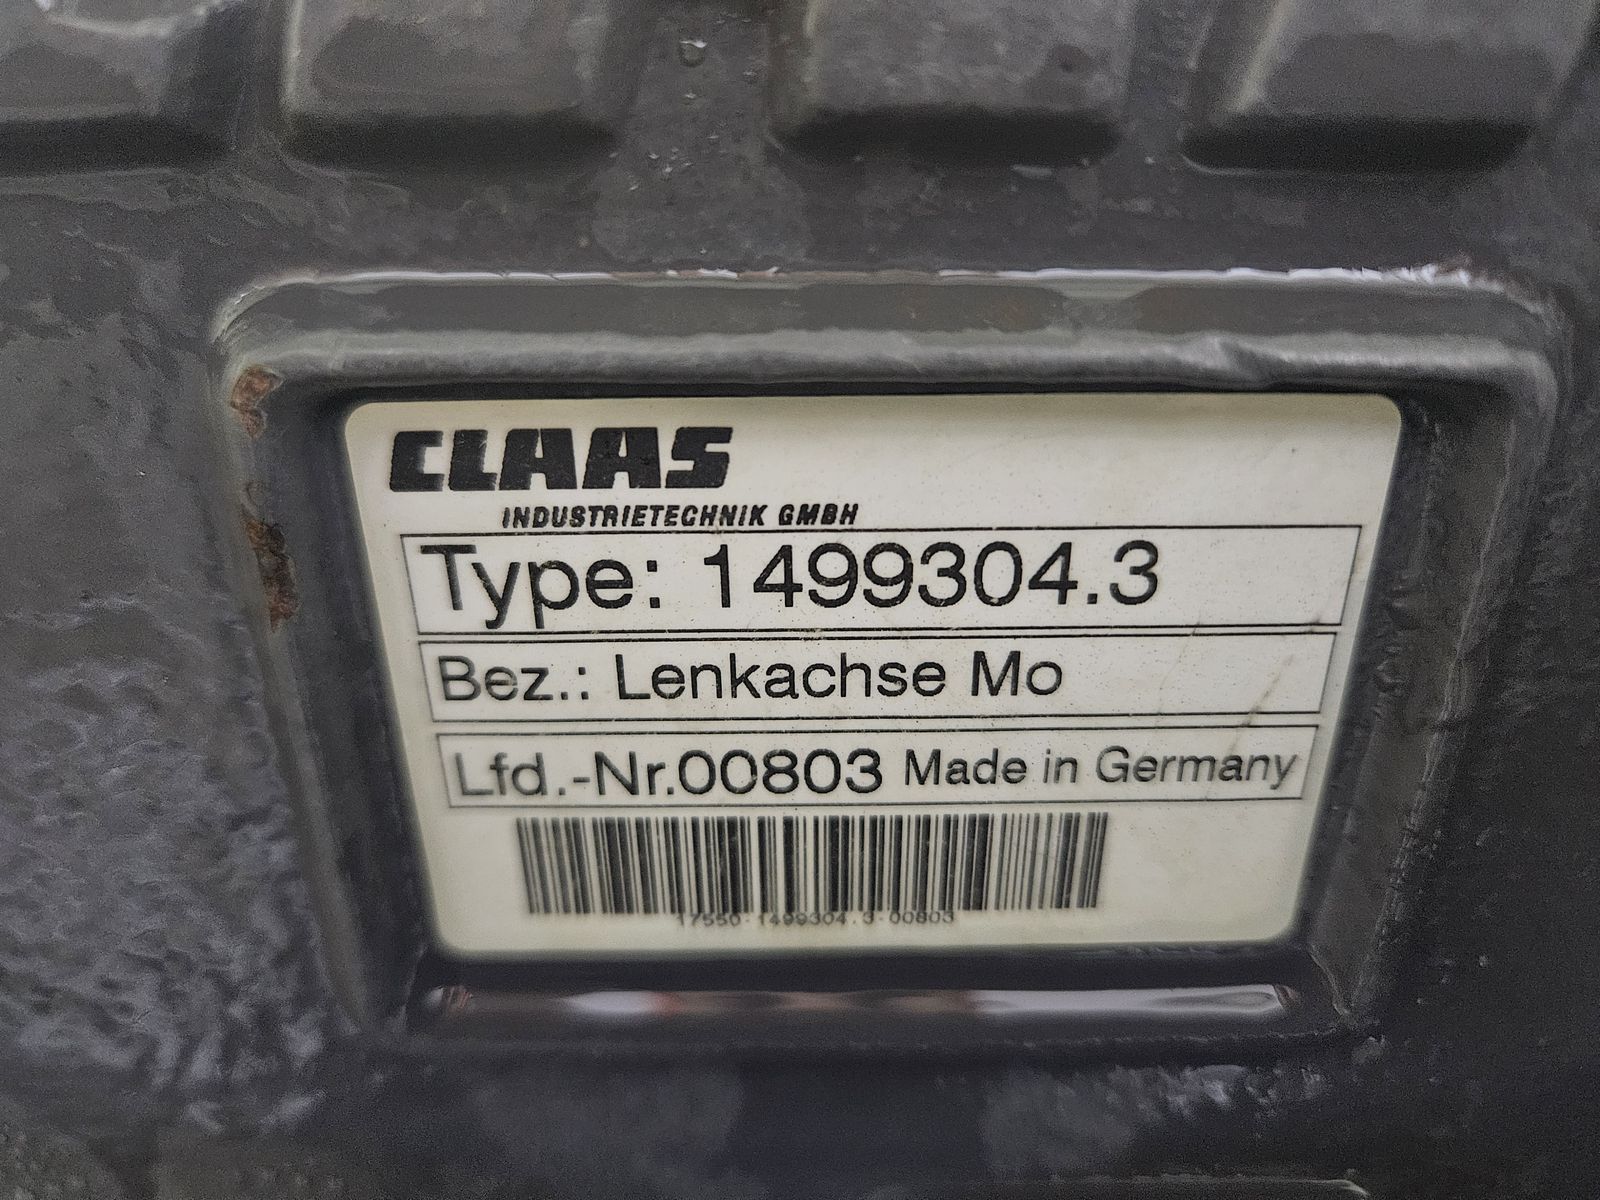 CLAAS
INDUSTRIETECHNIK GMBH
Type: 1499304.3
Bez.: Lenkachse Mo
Lfd.-Nr.00803 Made in Germany
17550-1499304.3-00803